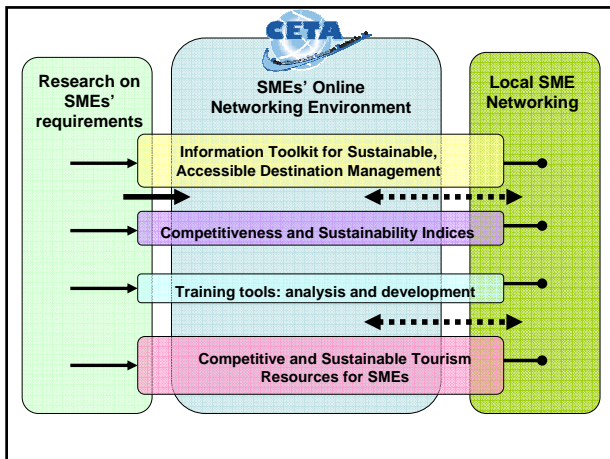 CETA
Research on
SMEs'
requirements
SMEs' Online
Networking Environment
Local SME
Networking
Information Toolkit for Sustainable,
Accessible Destination Management
Competitiveness and Sustainability Indices
Training tools: analysis and development
Competitive and Sustainable Tourism
Resources for SMEs